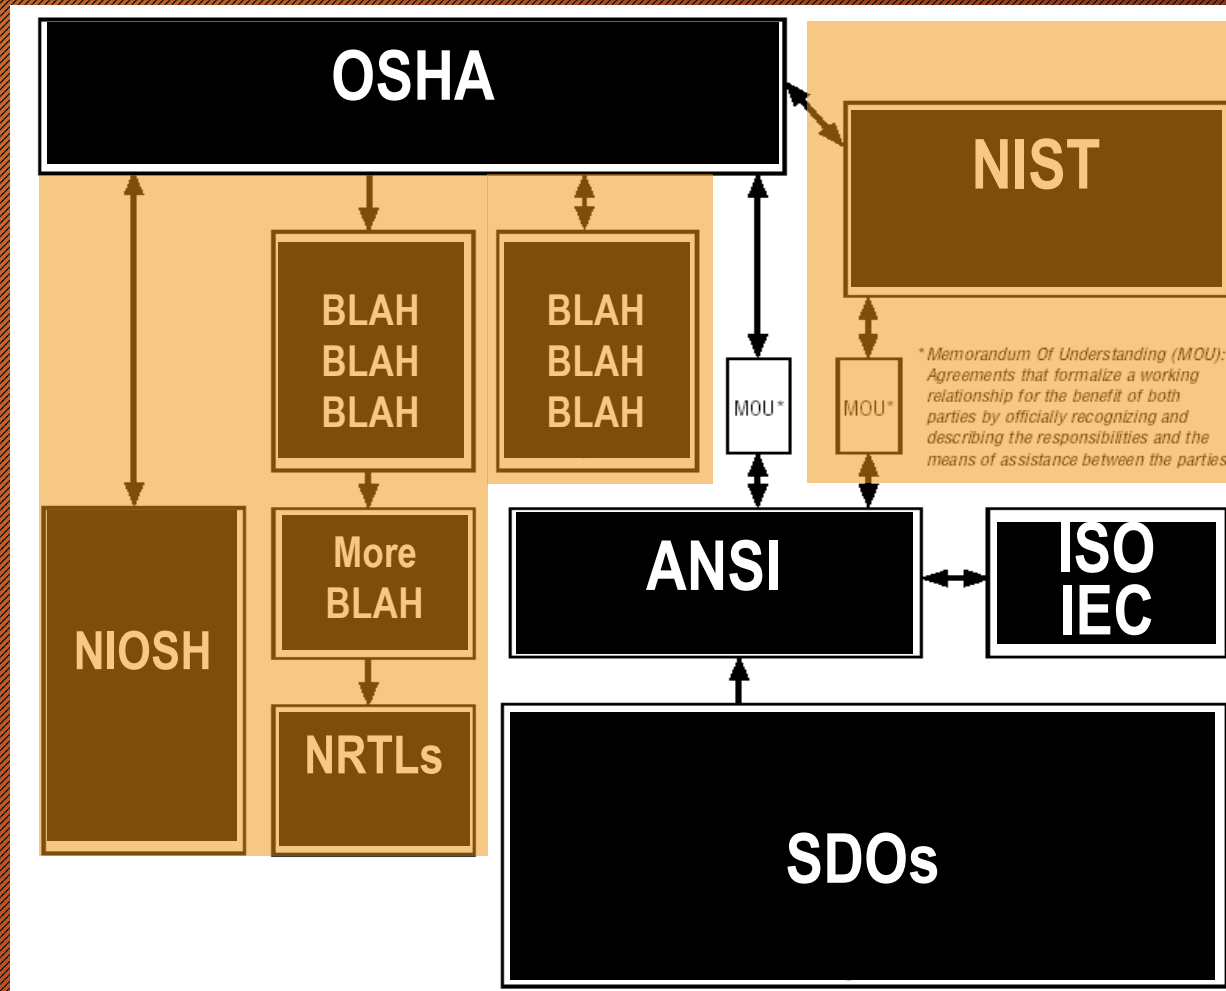 OSHA
NIST
BLAH
BLAH
BLAH
BLAH
BLAH
BLAH
MOU*
MOU*
* Memorandum Of Understanding (MOU):
Agreements that formalize a working
relationship for the benefit of both
parties by officially recognizing and
describing the responsibilities and the
means of assistance between the parties
NIOSH
More
BLAH
NRTLs
ANSI
ISO
IEC
SDOs